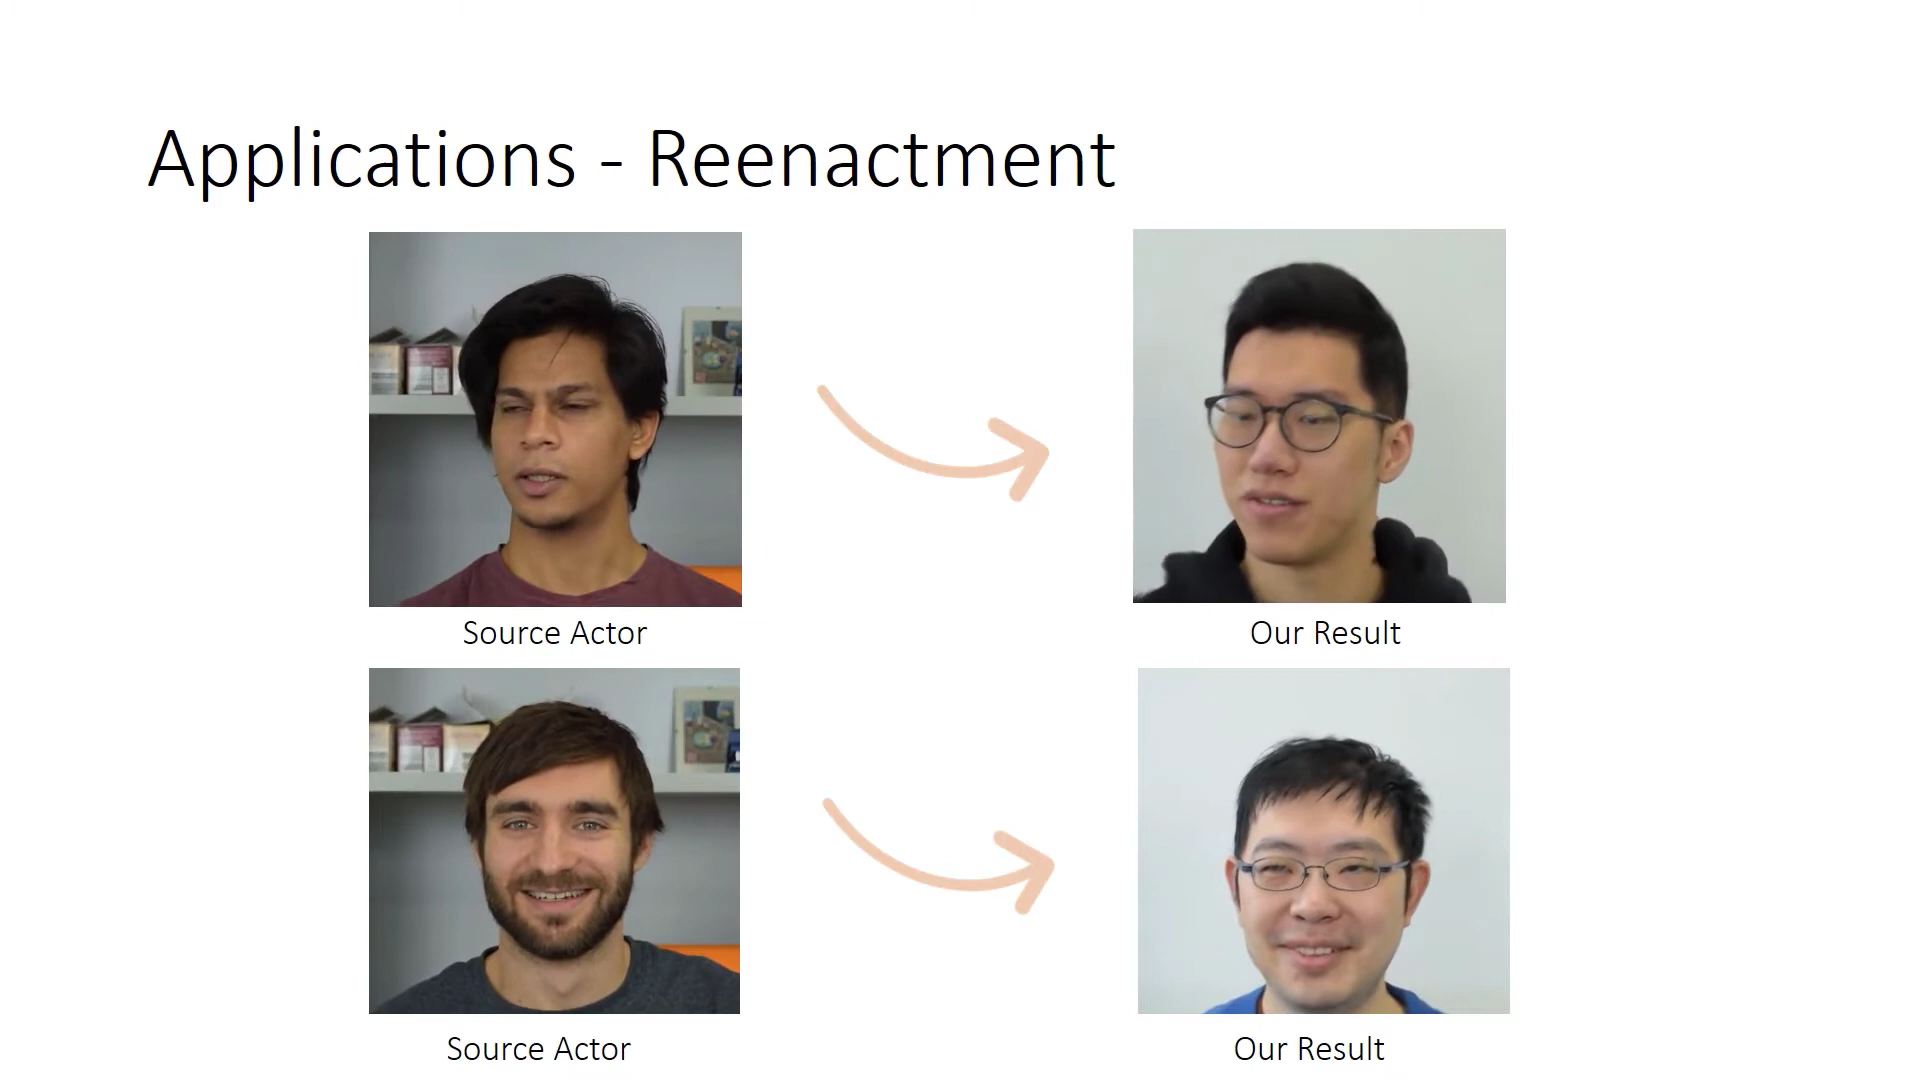 Applications - Reenactment
Source Actor
Our Result
Source Actor
Our Result